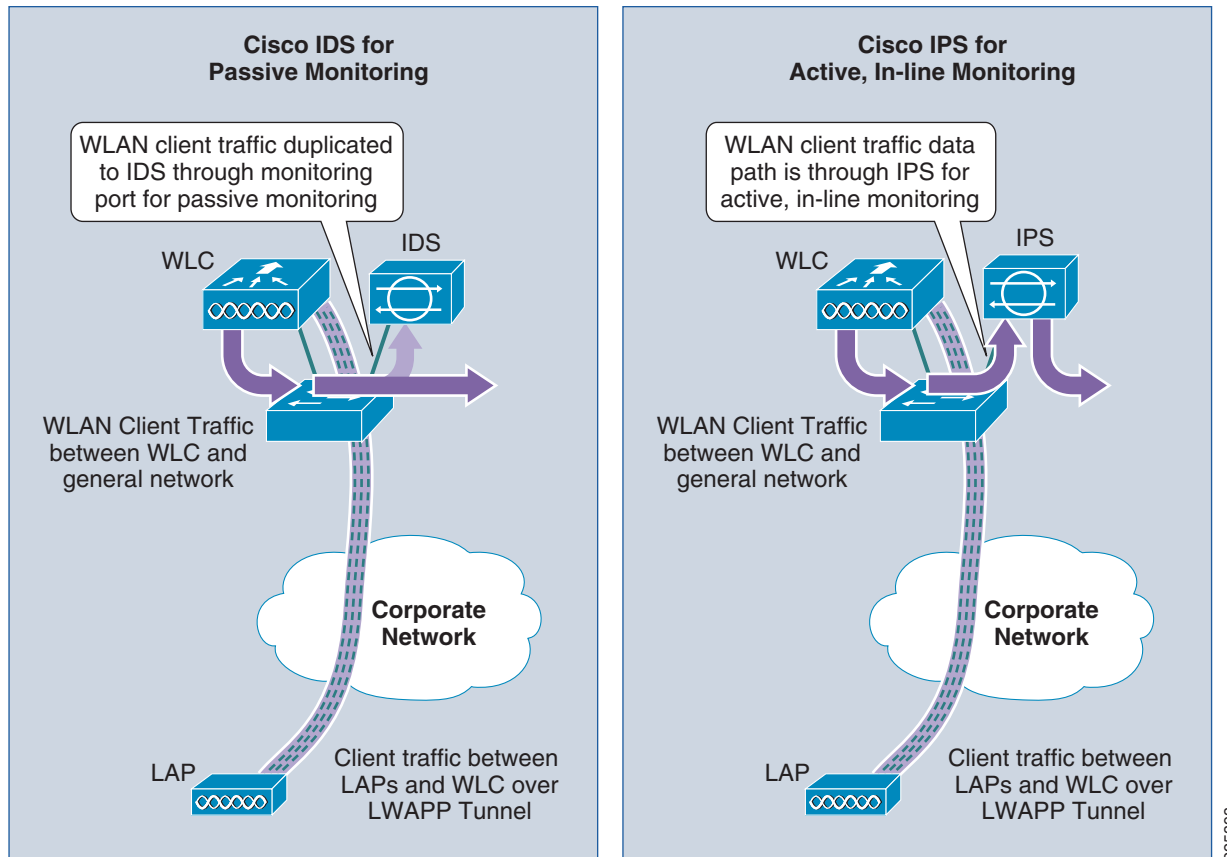 Cisco IDS for
Passive Monitoring
WLAN client traffic duplicated
to IDS through monitoring
port for passive monitoring
IDS
WLC
WLAN Client Traffic
between WLC and
general network
Corporate
Network
LAP
Client traffic between
LAPs and WLC over
LWAPP Tunnel
Cisco IPS for
Active, In-line Monitoring
WLAN client traffic data
path is through IPS for
active, in-line monitoring
IPS
WLC
WLAN Client Traffic
between WLC and
general network
Corporate
Network
LAP
Client traffic between
LAPs and WLC over
LWAPP Tunnel